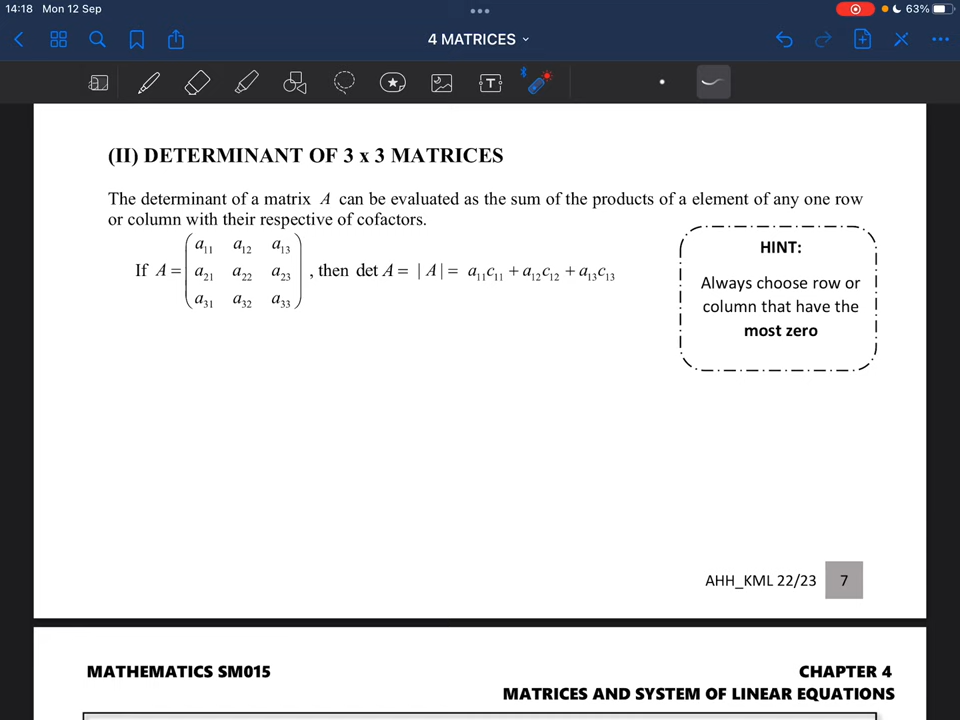 14:18 Mon 12 Sep
63%
4 MATRICES
T
(II) DETERMINANT OF 3 x 3 MATRICES
The determinant of a matrix A can be evaluated as the sum of the products of a element of any one row
or column with their respective of cofactors.
a₁₁ a₁₂ a₁₃
If A = a₂₁ a₂₂ a₂₃ , then det A = | A | = a₁₁c₁₁ + a₁₂c₁₂ + a₁₃c₁₃
a₃₁ a₃₂ a₃₃
HINT:
Always choose row or
column that have the
most zero
AHH_KML 22/23 7
MATHEMATICS SM015
CHAPTER 4
MATRICES AND SYSTEM OF LINEAR EQUATIONS